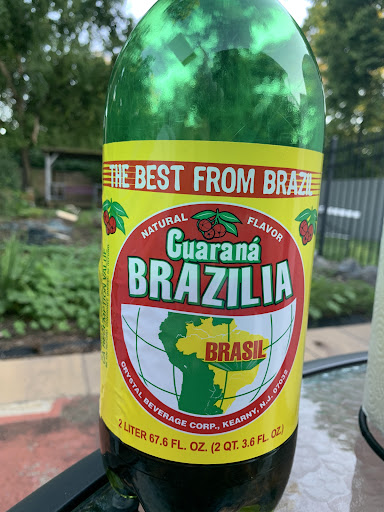 THE BEST FROM BRAZIL
NATURAL FLAVOR
Guaraná
BRAZILIA
BRASIL
CRYSTAL BEVERAGE CORP., KEARNY, N.J. 07032
2 LITER 67.6 FL. OZ. (2 QT. 3.6 FL. OZ.)